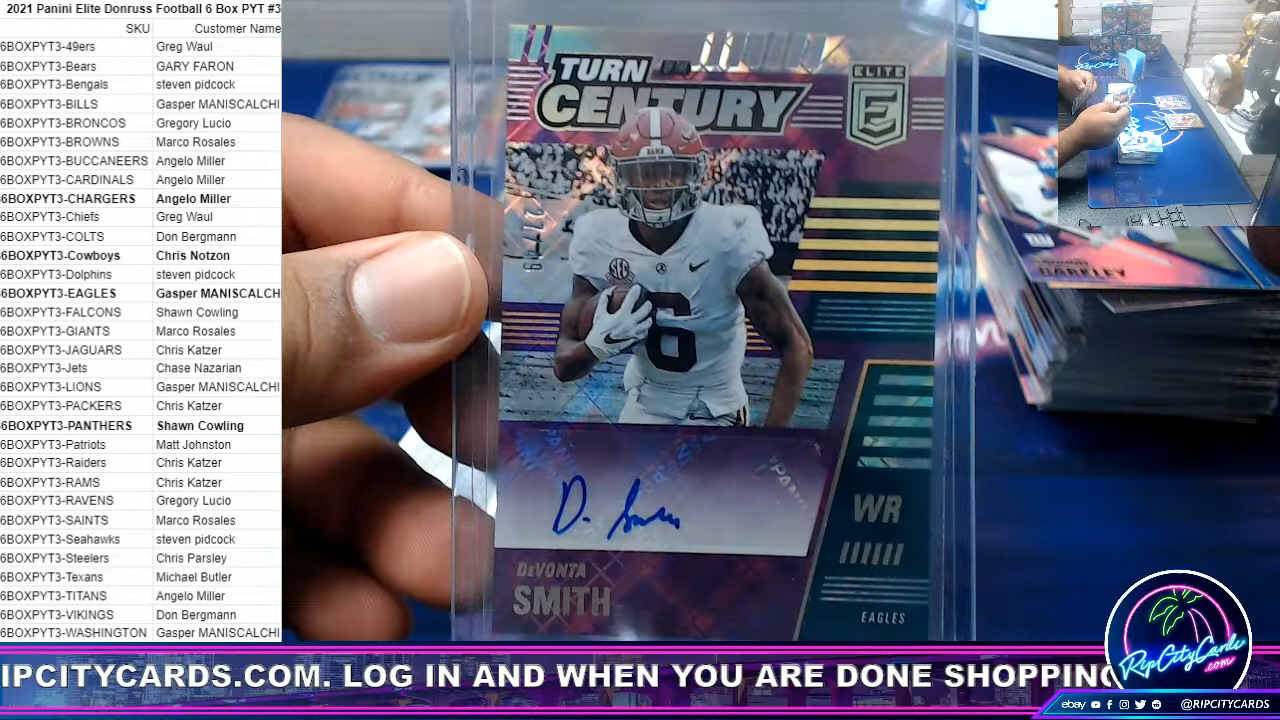 2021 Panini Elite Donruss Football 6 Box PYT #3
SKU Customer Name
6BOXPYT3-49ers Greg Waul
6BOXPYT3-Bears GARY FARON
6BOXPYT3-Bengals steven pidcock
6BOXPYT3-BILLS Gasper MANISCALCHI
6BOXPYT3-BRONCOS Gregory Lucio
6BOXPYT3-BROWNS Marco Rosales
6BOXPYT3-BUCCANEERS Angelo Miller
6BOXPYT3-CARDINALS Angelo Miller
6BOXPYT3-CHARGERS Angelo Miller
6BOXPYT3-Chiefs Greg Waul
6BOXPYT3-COLTS Don Bergmann
6BOXPYT3-Cowboys Chris Notzon
6BOXPYT3-Dolphins steven pidcock
6BOXPYT3-EAGLES Gasper MANISCALCH
6BOXPYT3-FALCONS Shawn Cowling
6BOXPYT3-GIANTS Marco Rosales
6BOXPYT3-JAGUARS Chris Katzer
6BOXPYT3-Jets Chase Nazarian
6BOXPYT3-LIONS Gasper MANISCALCHI
6BOXPYT3-PACKERS Chris Katzer
6BOXPYT3-PANTHERS Shawn Cowling
6BOXPYT3-Patriots Matt Johnston
6BOXPYT3-Raiders Chris Katzer
6BOXPYT3-RAMS Chris Katzer
6BOXPYT3-RAVENS Gregory Lucio
6BOXPYT3-SAINTS Marco Rosales
6BOXPYT3-Seahawks steven pidcock
6BOXPYT3-Steelers Chris Parsley
6BOXPYT3-Texans Michael Butler
6BOXPYT3-TITANS Angelo Miller
6BOXPYT3-VIKINGS Don Bergmann
6BOXPYT3-WASHINGTON Gasper MANISCALCHI
TURN
CENTURY
ELITE
E
BAMA
SEC
6
D. Smith
WR
DeVONTA
SMITH
EAGLES
IPCITYCARDS.COM. LOG IN AND WHEN YOU ARE DONE SHOPPING
RipCityCards
.com
ebay @RIPCITYCARDS